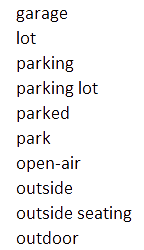 garage
lot
parking
parking lot
parked
park
open-air
outside
outside seating
outdoor